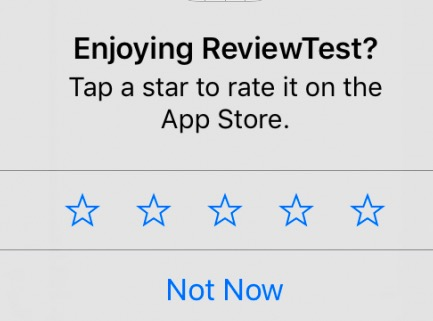 Enjoying ReviewTest?
Tap a star to rate it on the
App Store.
Not Now